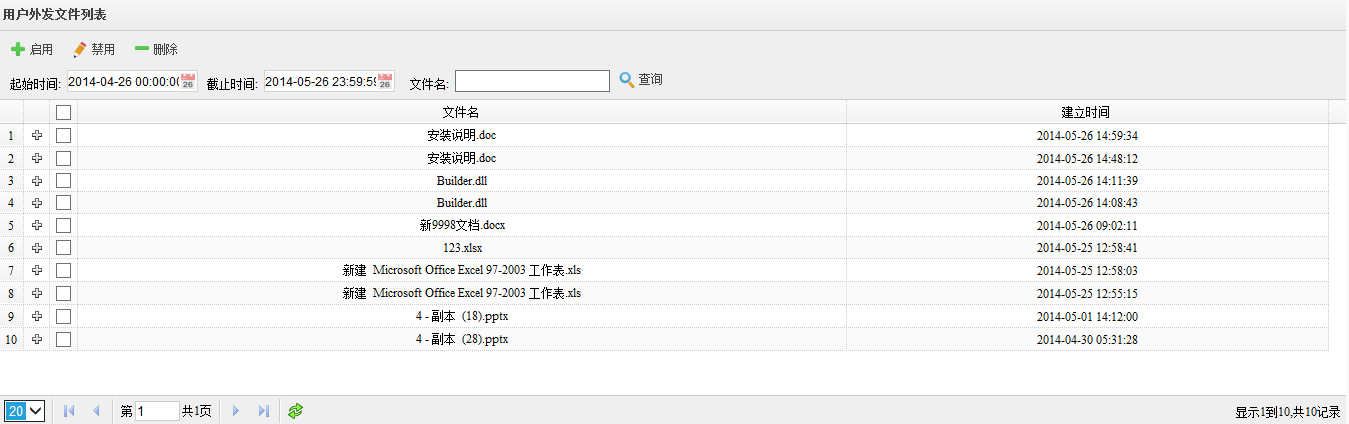 用户外发文件列表
启用 禁用 删除
起始时间: 2014-04-26 00:00:00 截止时间: 2014-05-26 23:59:59 文件名: 查询
文件名 建立时间
1 安装说明.doc 2014-05-26 14:59:34
2 安装说明.doc 2014-05-26 14:48:12
3 Builder.dll 2014-05-26 14:11:39
4 Builder.dll 2014-05-26 14:08:43
5 新9998文档.docx 2014-05-26 09:02:11
6 123.xlsx 2014-05-25 12:58:41
7 新建 Microsoft Office Excel 97-2003 工作表.xls 2014-05-25 12:58:03
8 新建 Microsoft Office Excel 97-2003 工作表.xls 2014-05-25 12:55:15
9 4 - 副本 (18).pptx 2014-05-01 14:12:00
10 4 - 副本 (28).pptx 2014-04-30 05:31:28
20 第 1 共1页 显示1到10,共10记录